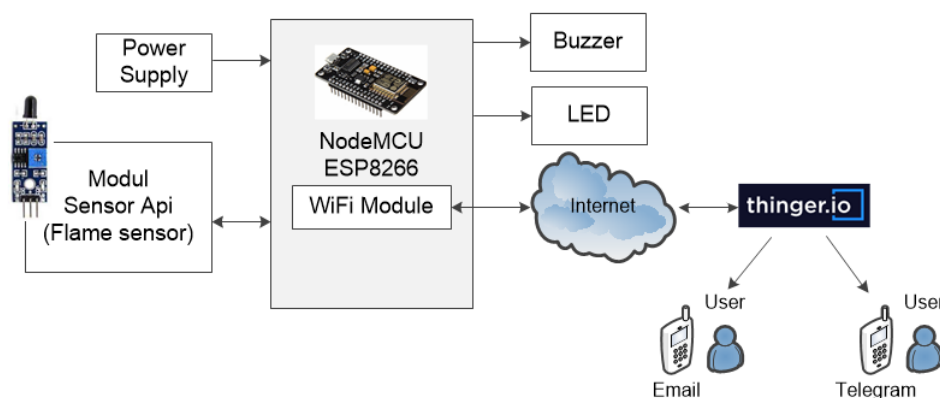 Power
Supply
Buzzer
LED
NodeMCU
ESP8266
WiFi Module
Modul
Sensor Api
(Flame sensor)
Internet
thinger.io
User
User
Email
Telegram